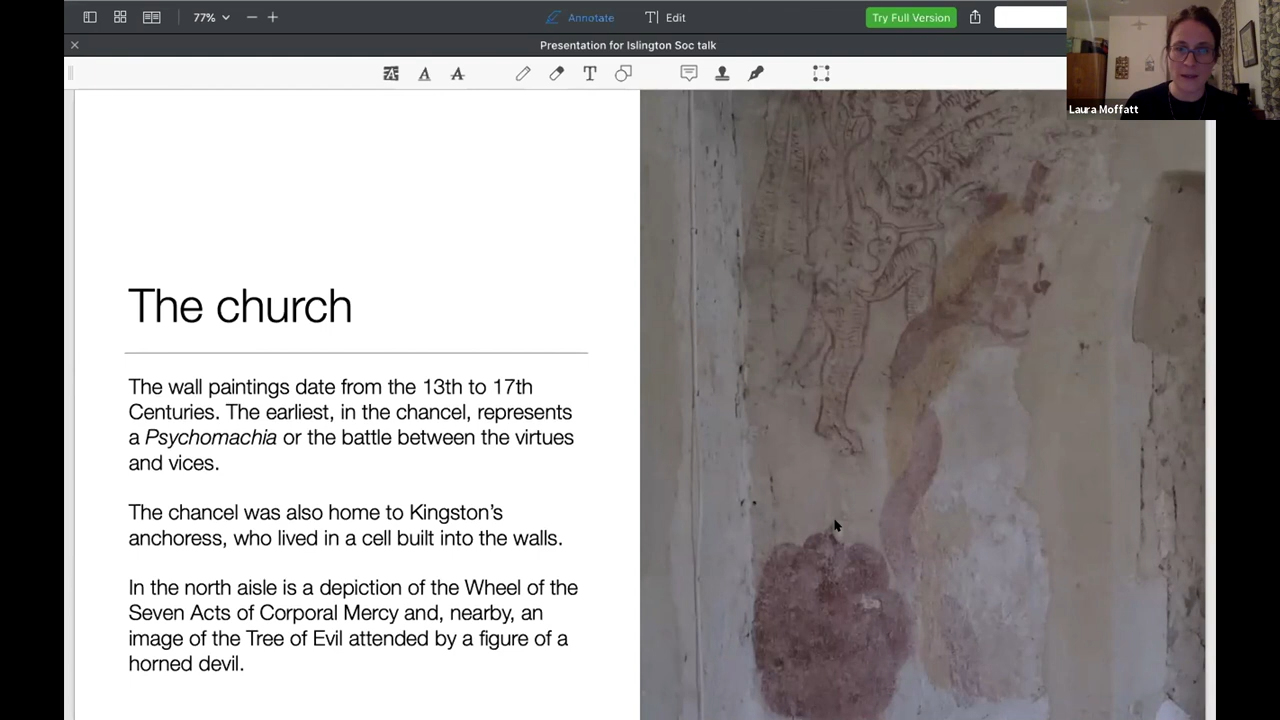 77%
Annotate
Edit
Try Full Version
Presentation for Islington Soc talk
Laura Moffatt
The church
The wall paintings date from the 13th to 17th
Centuries. The earliest, in the chancel, represents
a Psychomachia or the battle between the virtues
and vices.
The chancel was also home to Kingston’s
anchoress, who lived in a cell built into the walls.
In the north aisle is a depiction of the Wheel of the
Seven Acts of Corporal Mercy and, nearby, an
image of the Tree of Evil attended by a figure of a
horned devil.